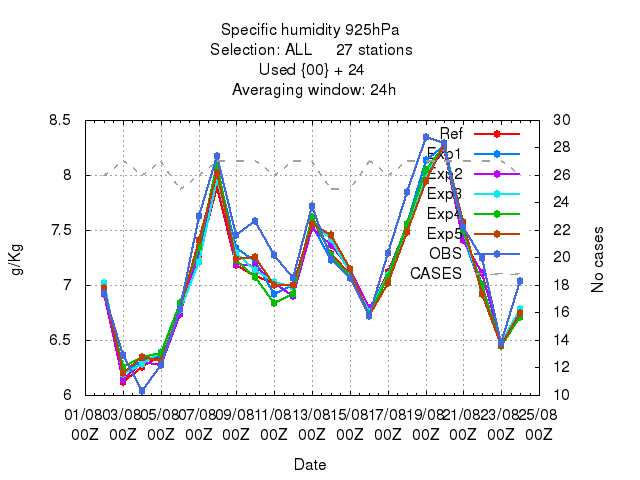 Specific humidity 925hPa
Selection: ALL 27 stations
Used {00} + 24
Averaging window: 24h
8.5
8
7.5
7
6.5
6
g/Kg
30
28
26
24
22
20
18
16
14
12
10
No cases
Ref
Exp1
Exp2
Exp3
Exp4
Exp5
OBS
CASES
01/08 03/08 05/08 07/08 09/08 11/08 13/08 15/08 17/08 19/08 21/08 23/08 25/08
00Z 00Z 00Z 00Z 00Z 00Z 00Z 00Z 00Z 00Z 00Z 00Z 00Z
Date